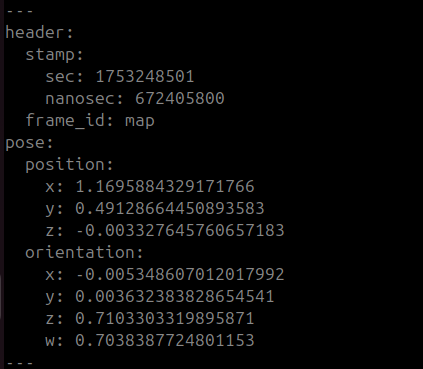 ---
header:
  stamp:
    sec: 1753248501
    nanosec: 672405800
  frame_id: map
pose:
  position:
    x: 1.1695884329171766
    y: 0.49128664450893583
    z: -0.003327645760657183
  orientation:
    x: -0.005348607012017992
    y: 0.003632383828654541
    z: 0.7103303319895871
    w: 0.7038387724801153
---